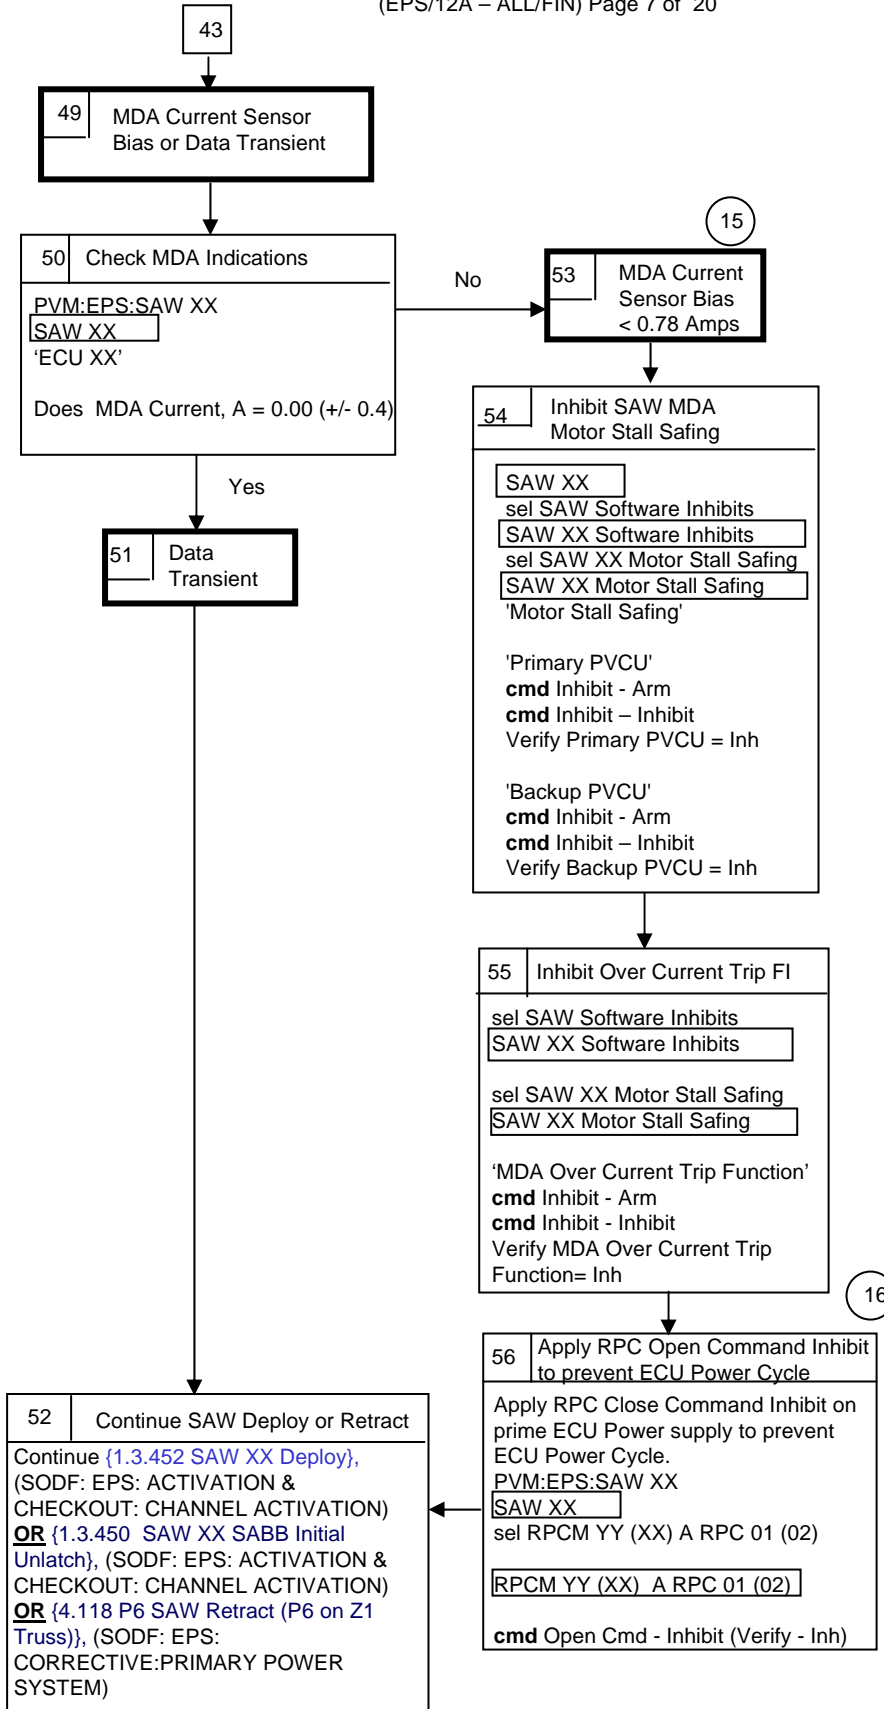 (EPS/12A – ALL/FIN) Page 7 of 20
43
49
MDA Current Sensor
Bias or Data Transient
50
Check MDA Indications
PVM:EPS:SAW XX
SAW XX
‘ECU XX’
Does MDA Current, A = 0.00 (+/- 0.4)
No
Yes
51
Data
Transient
15
53
MDA Current
Sensor Bias
< 0.78 Amps
54
Inhibit SAW MDA
Motor Stall Safing
SAW XX
sel SAW Software Inhibits
SAW XX Software Inhibits
sel SAW XX Motor Stall Safing
SAW XX Motor Stall Safing
'Motor Stall Safing'
'Primary PVCU'
cmd Inhibit - Arm
cmd Inhibit – Inhibit
Verify Primary PVCU = Inh
'Backup PVCU'
cmd Inhibit - Arm
cmd Inhibit – Inhibit
Verify Backup PVCU = Inh
55
Inhibit Over Current Trip FI
sel SAW Software Inhibits
SAW XX Software Inhibits
sel SAW XX Motor Stall Safing
SAW XX Motor Stall Safing
‘MDA Over Current Trip Function’
cmd Inhibit - Arm
cmd Inhibit - Inhibit
Verify MDA Over Current Trip
Function= Inh
16
56
Apply RPC Open Command Inhibit
to prevent ECU Power Cycle
Apply RPC Close Command Inhibit on
prime ECU Power supply to prevent
ECU Power Cycle.
PVM:EPS:SAW XX
SAW XX
sel RPCM YY (XX) A RPC 01 (02)
RPCM YY (XX) A RPC 01 (02)
cmd Open Cmd - Inhibit (Verify - Inh)
52
Continue SAW Deploy or Retract
Continue {1.3.452 SAW XX Deploy},
(SODF: EPS: ACTIVATION &
CHECKOUT: CHANNEL ACTIVATION)
OR {1.3.450 SAW XX SABB Initial
Unlatch}, (SODF: EPS: ACTIVATION &
CHECKOUT: CHANNEL ACTIVATION)
OR {4.118 P6 SAW Retract (P6 on Z1
Truss)}, (SODF: EPS:
CORRECTIVE:PRIMARY POWER
SYSTEM)